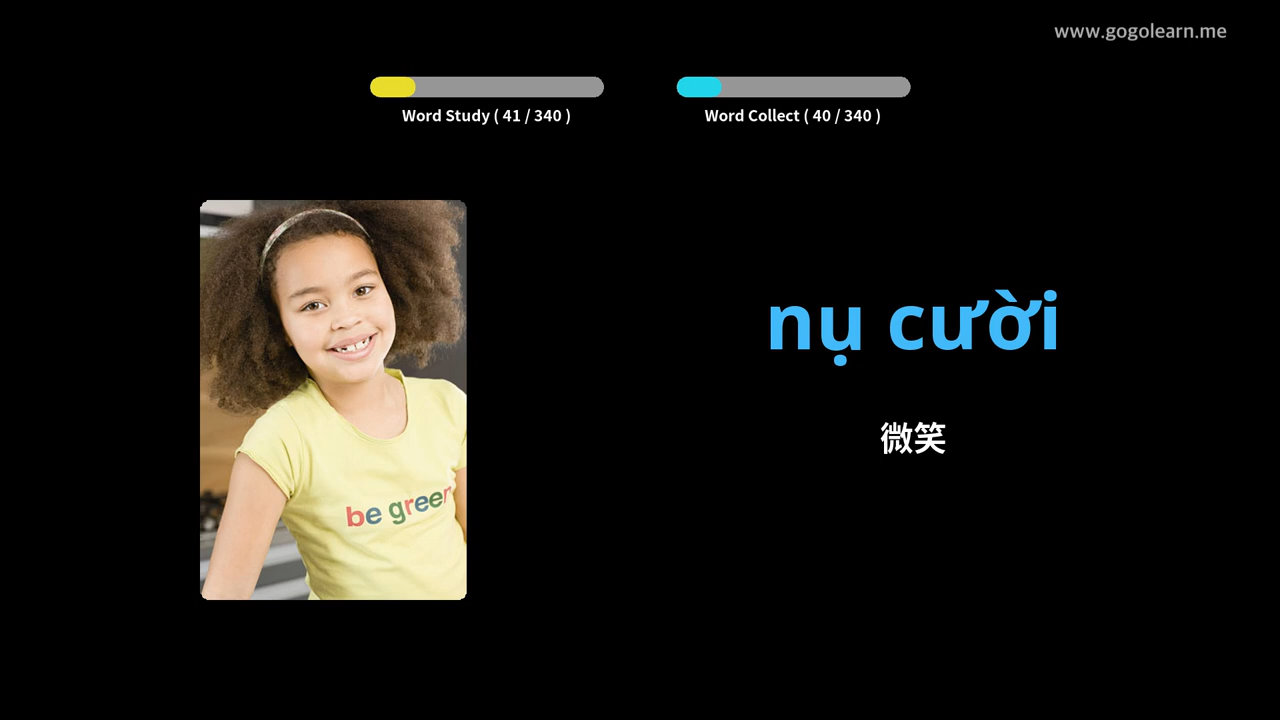 www.gogolearn.me
Word Study ( 41 / 340 )
Word Collect ( 40 / 340 )
nụ cười
微笑
be green